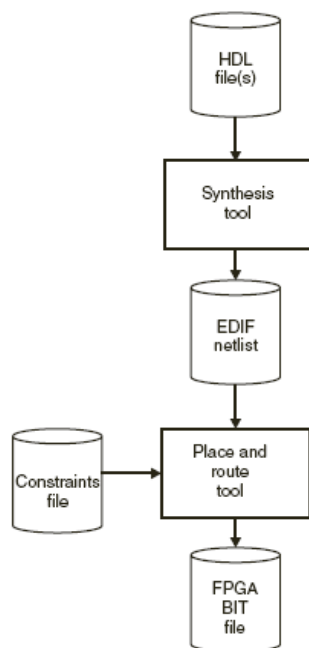 HDL
file(s)
Synthesis
tool
EDIF
netlist
Place and
route
tool
Constraints
file
FPGA
BIT
file